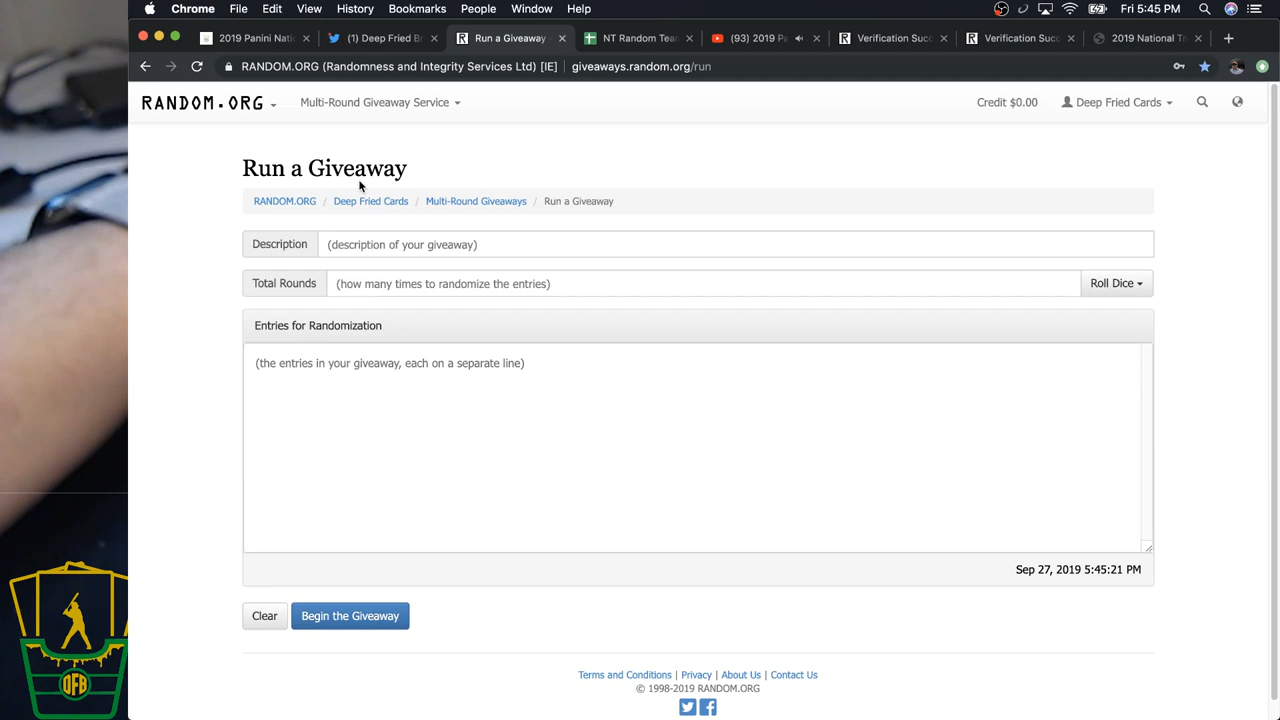 Chrome File Edit View History Bookmarks People Window Help Fri 5:45 PM
2019 Panini Nati (1) Deep Fried Br Run a Giveaway - NT Random Team (93) 2019 Pa Verification Succ Verification Succ 2019 National Tr
RANDOM.ORG (Randomness and Integrity Services Ltd) [IE] giveaways.random.org/run
RANDOM.ORG Multi-Round Giveaway Service Credit $0.00 Deep Fried Cards
Run a Giveaway
RANDOM.ORG / Deep Fried Cards / Multi-Round Giveaways / Run a Giveaway
Description (description of your giveaway)
Total Rounds (how many times to randomize the entries) Roll Dice
Entries for Randomization
(the entries in your giveaway, each on a separate line)
Sep 27, 2019 5:45:21 PM
Clear Begin the Giveaway
Terms and Conditions | Privacy | About Us | Contact Us
© 1998-2019 RANDOM.ORG
DFB